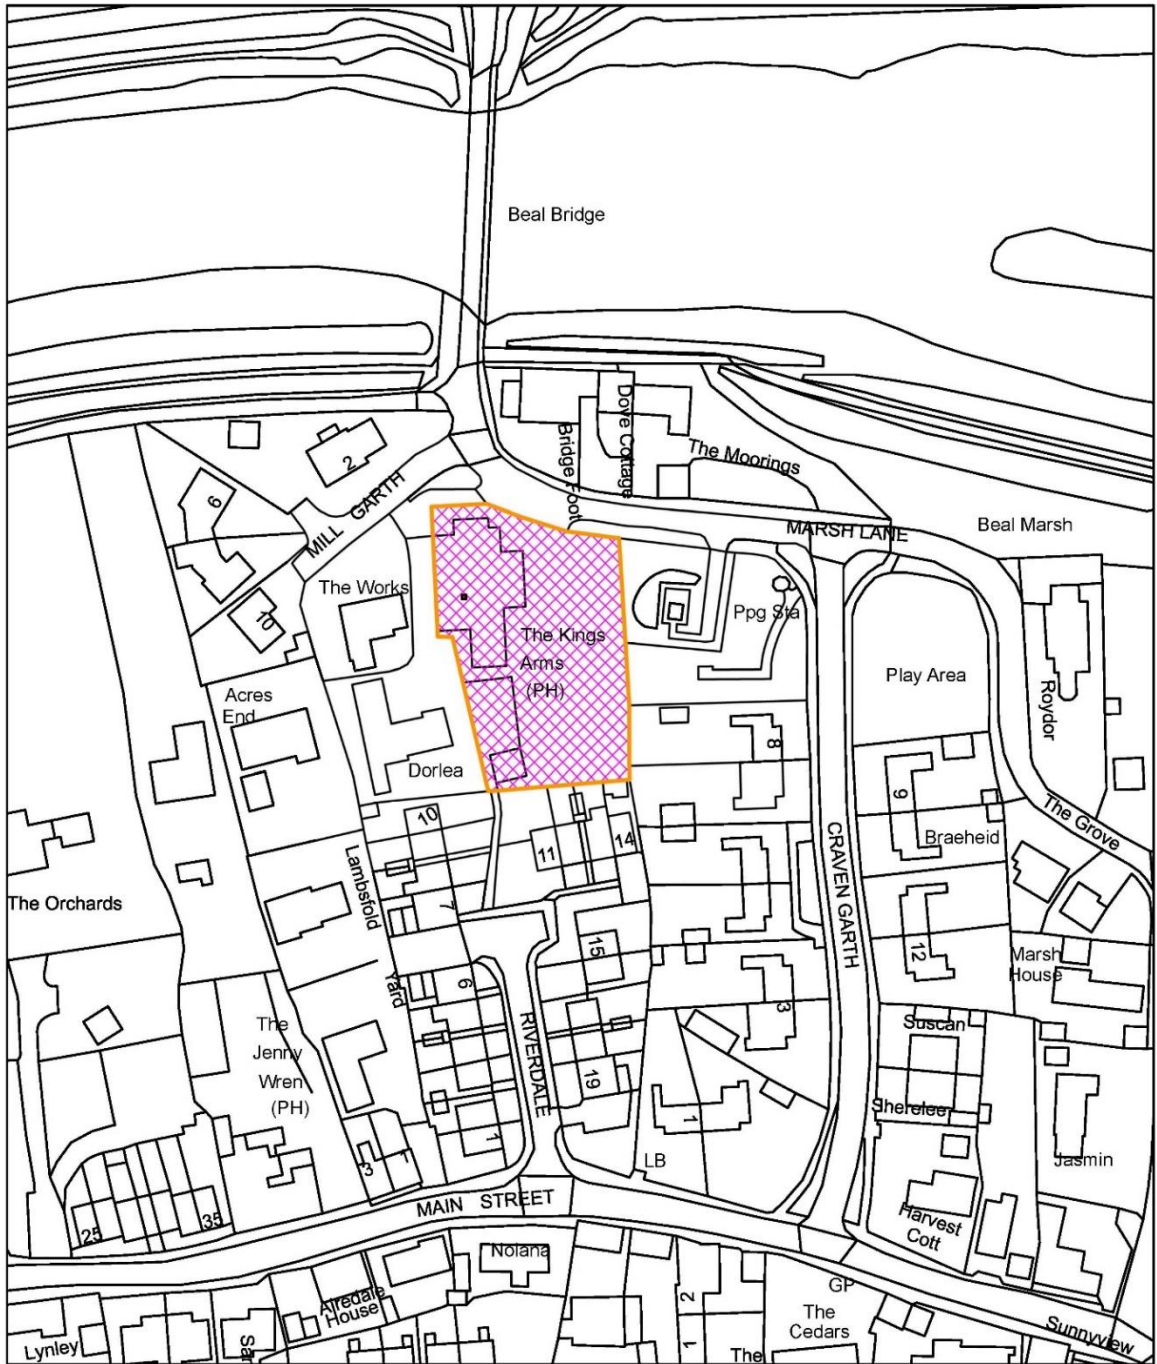 Beal Bridge
Dove Cottage
Bridge Foot
The Moorings
2
6
MILL GARTH
MARSH LANE
Beal Marsh
The Works
10
Ppg Sta
The Kings
Arms
(PH)
Play Area
Roydor
Acres
End
Dorlea
8
9
The Grove
10
11
14
Braeheid
CRAVEN GARTH
Lambsfold
Yard
The Orchards
7
15
12
Marsh
House
6
3
RIVERDALE
Suscan
The
Jenny
Wren
(PH)
19
1
1
Sherelee
Jasmin
LB
3
1
25
35
MAIN STREET
Harvest
Cott
Nolana
GP
Airedale
House
2
1
The
Cedars
Sunnyview
Lynley
The